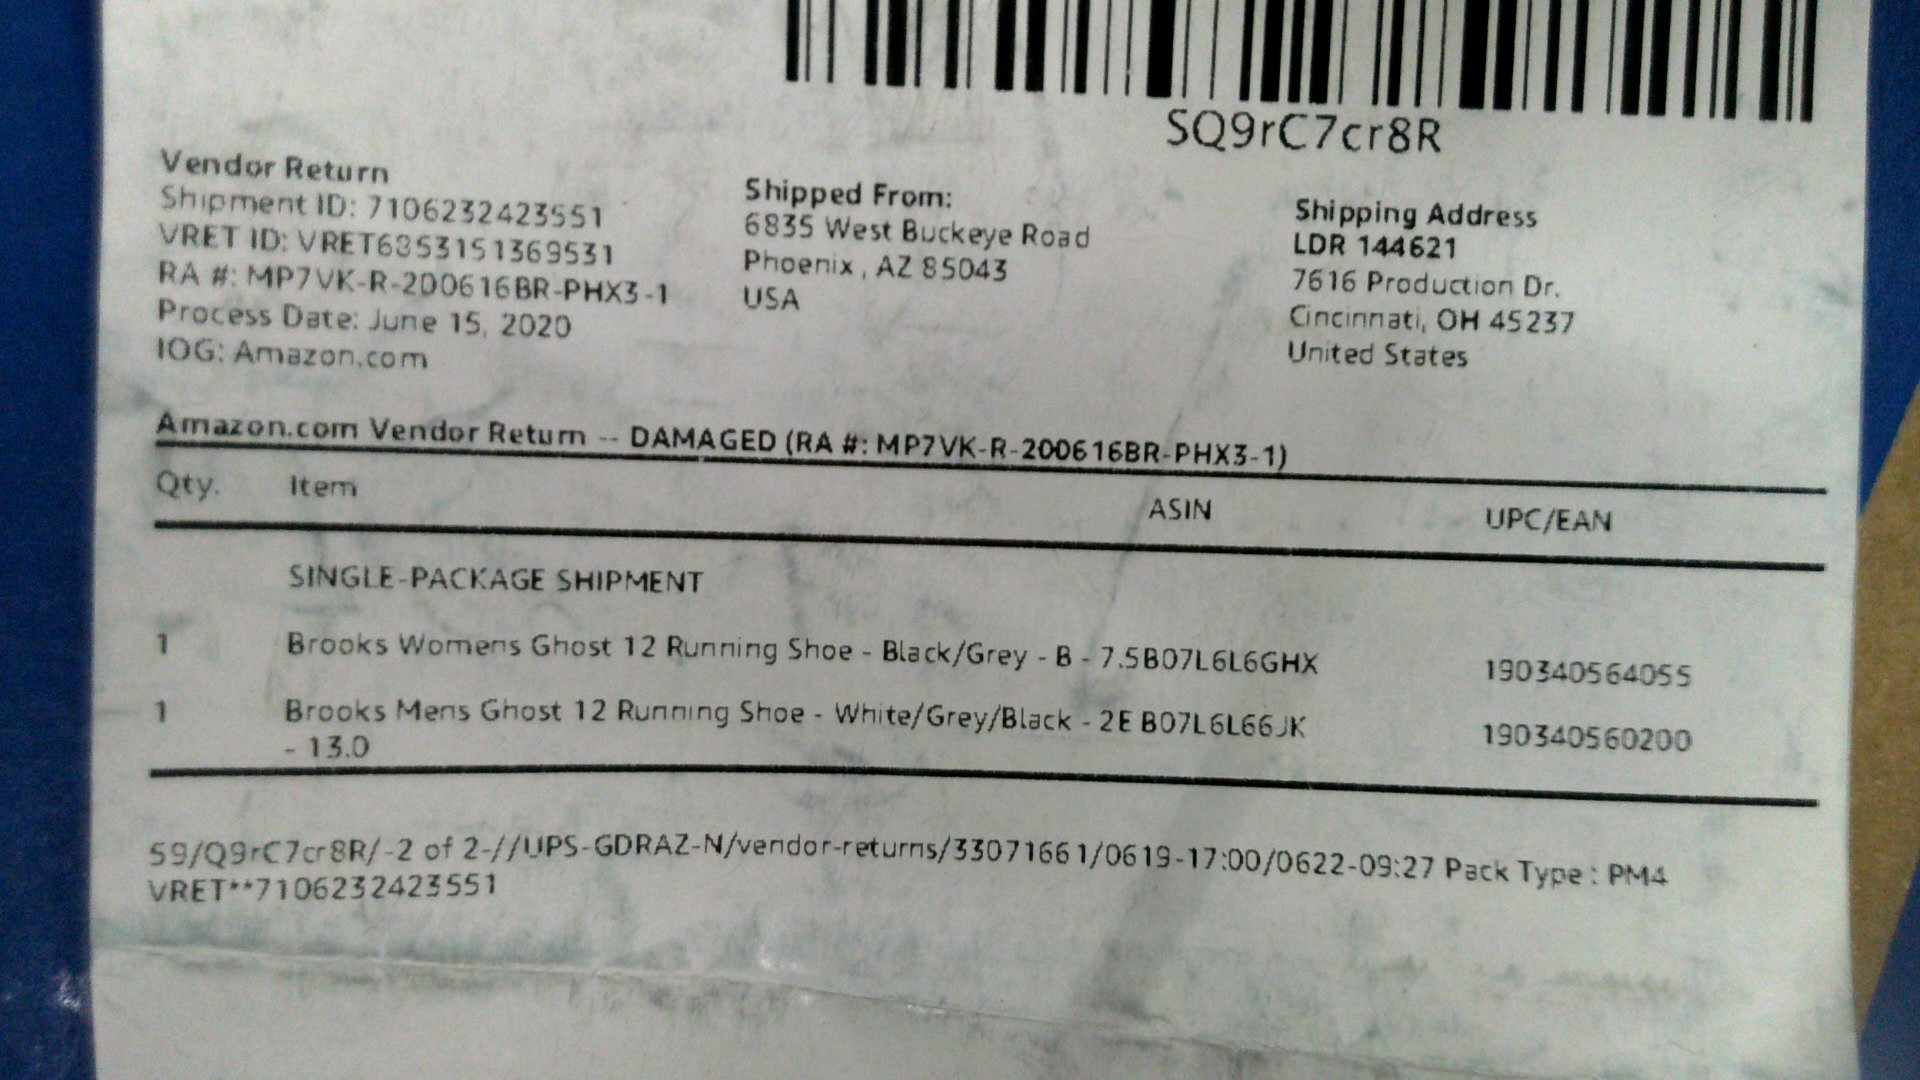 SQ9rC7cr8R
Vendor Return
Shipment ID: 7106232423551
VRET ID: VRET6853151369531
RA #: MP7VK-R-200616BR-PHX3-1
Process Date: June 15, 2020
IOG: Amazon.com
Shipped From:
6835 West Buckeye Road
Phoenix, AZ 85043
USA
Shipping Address
LDR 144621
7616 Production Dr.
Cincinnati, OH 45237
United States
Amazon.com Vendor Return -- DAMAGED (RA #: MP7VK-R-200616BR-PHX3-1)
Qty. Item ASIN UPC/EAN
SINGLE-PACKAGE SHIPMENT
1 Brooks Womens Ghost 12 Running Shoe - Black/Grey - B - 7.5B07L6L6GHX 190340564055
1 Brooks Mens Ghost 12 Running Shoe - White/Grey/Black - 2E B07L6L66JK 190340560200
- 13.0
S9/Q9rC7cr8R/-2 of 2-//UPS-GDRAZ-N/vendor-returns/33071661/0619-17:00/0622-09:27 Pack Type : PM4
VRET**7106232423551